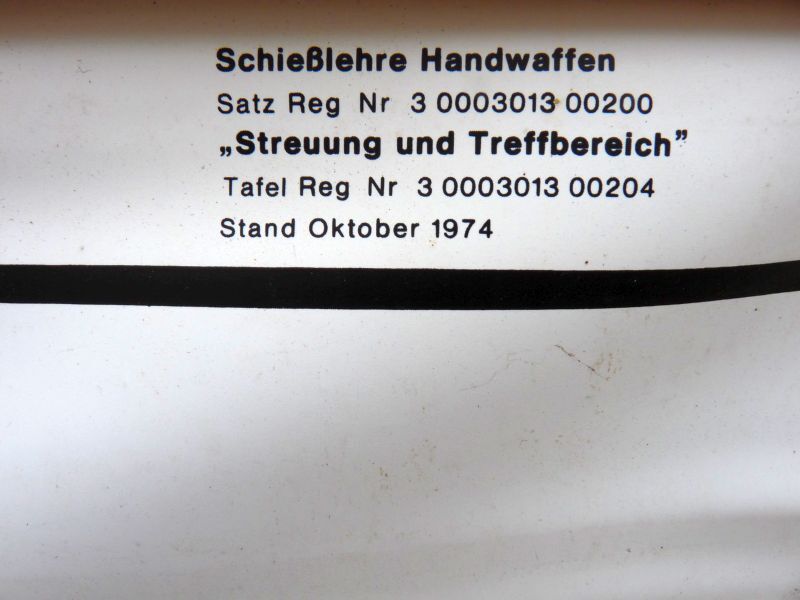 Schießlehre Handwaffen
Satz Reg Nr 3 0003013 00200
„Streuung und Treffbereich”
Tafel Reg Nr 3 0003013 00204
Stand Oktober 1974